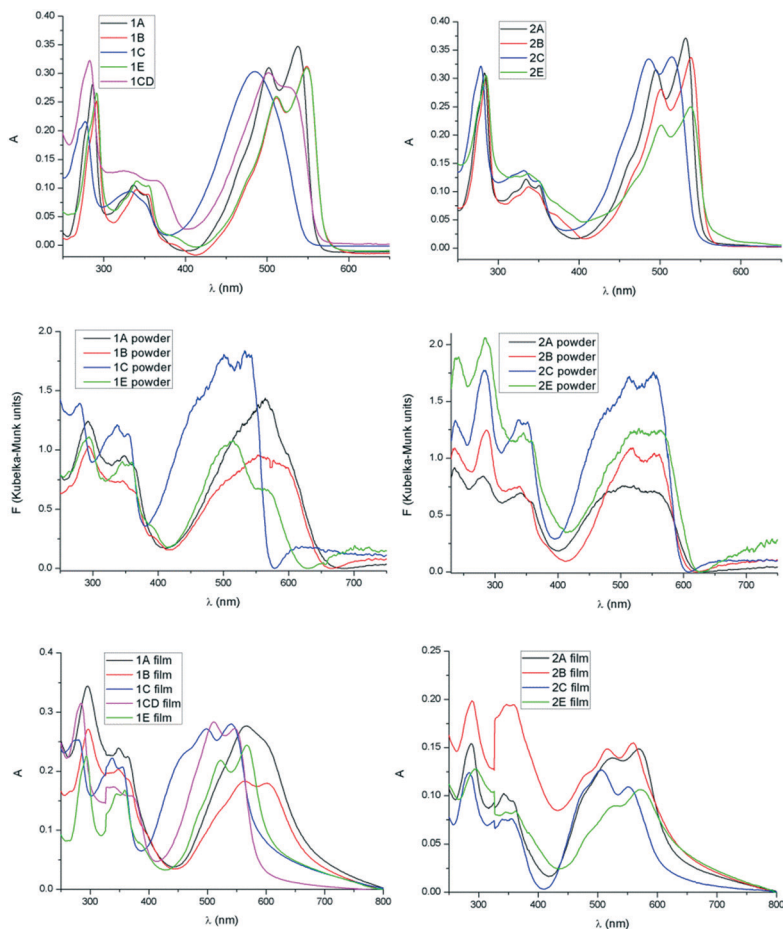 1A
1B
1C
1E
1CD
0.40
0.35
0.30
0.25
0.20
0.15
0.10
0.05
0.00
A
300 400 500 600
λ (nm)
2A
2B
2C
2E
0.40
0.35
0.30
0.25
0.20
0.15
0.10
0.05
0.00
A
300 400 500 600
λ (nm)
1A powder
1B powder
1C powder
1E powder
2.0
1.5
1.0
0.5
0.0
F (Kubelka-Munk units)
300 400 500 600 700
λ (nm)
2A powder
2B powder
2C powder
2E powder
2.0
1.5
1.0
0.5
0.0
F (Kubelka-Munk units)
300 400 500 600 700
λ (nm)
1A film
1B film
1C film
1CD film
1E film
0.4
0.3
0.2
0.1
0.0
A
300 400 500 600 700 800
λ (nm)
2A film
2B film
2C film
2E film
0.25
0.20
0.15
0.10
0.05
0.00
A
300 400 500 600 700 800
λ (nm)